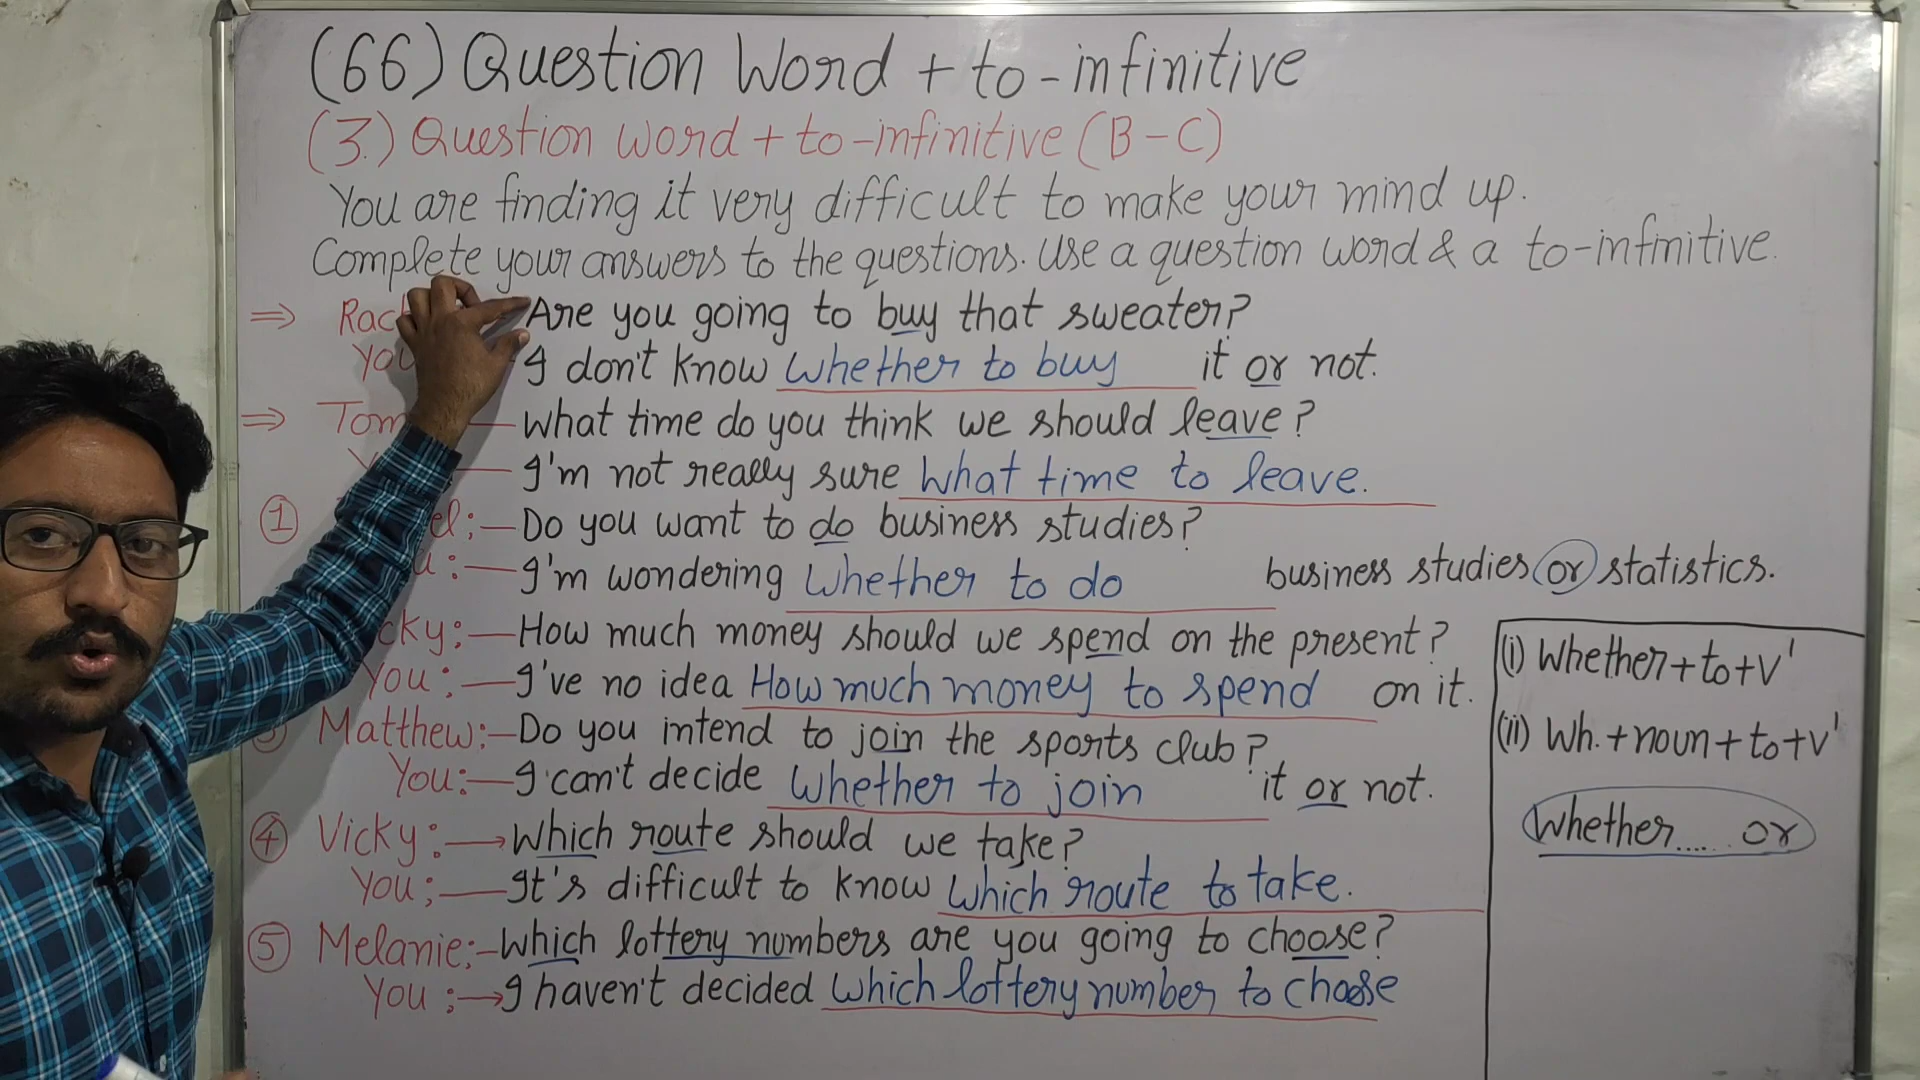 (66) Question Word + to-infinitive
(3.) Question word + to-infinitive (B-C)
You are finding it very difficult to make your mind up.
Complete your answers to the questions. Use a question word & a to-infinitive.
⇒ Are you going to buy that sweater?
I don't know whether to buy it or not.
⇒ Tom — What time do you think we should leave?
— I'm not really sure what time to leave.
① el:— Do you want to do business studies?
u:— I'm wondering whether to do business studies or statistics.
cky:— How much money should we spend on the present?
You:— I've no idea How much money to spend on it.
Matthew:— Do you intend to join the sports club?
You:— I can't decide whether to join it or not.
④ Vicky:→ Which route should we take?
You;— It's difficult to know which route to take.
⑤ Melanie:- Which lottery numbers are you going to choose?
You:→ I haven't decided which lottery number to choose
(i) Whether+to+V¹
(ii) Wh.+noun+to+V¹
Whether..... or